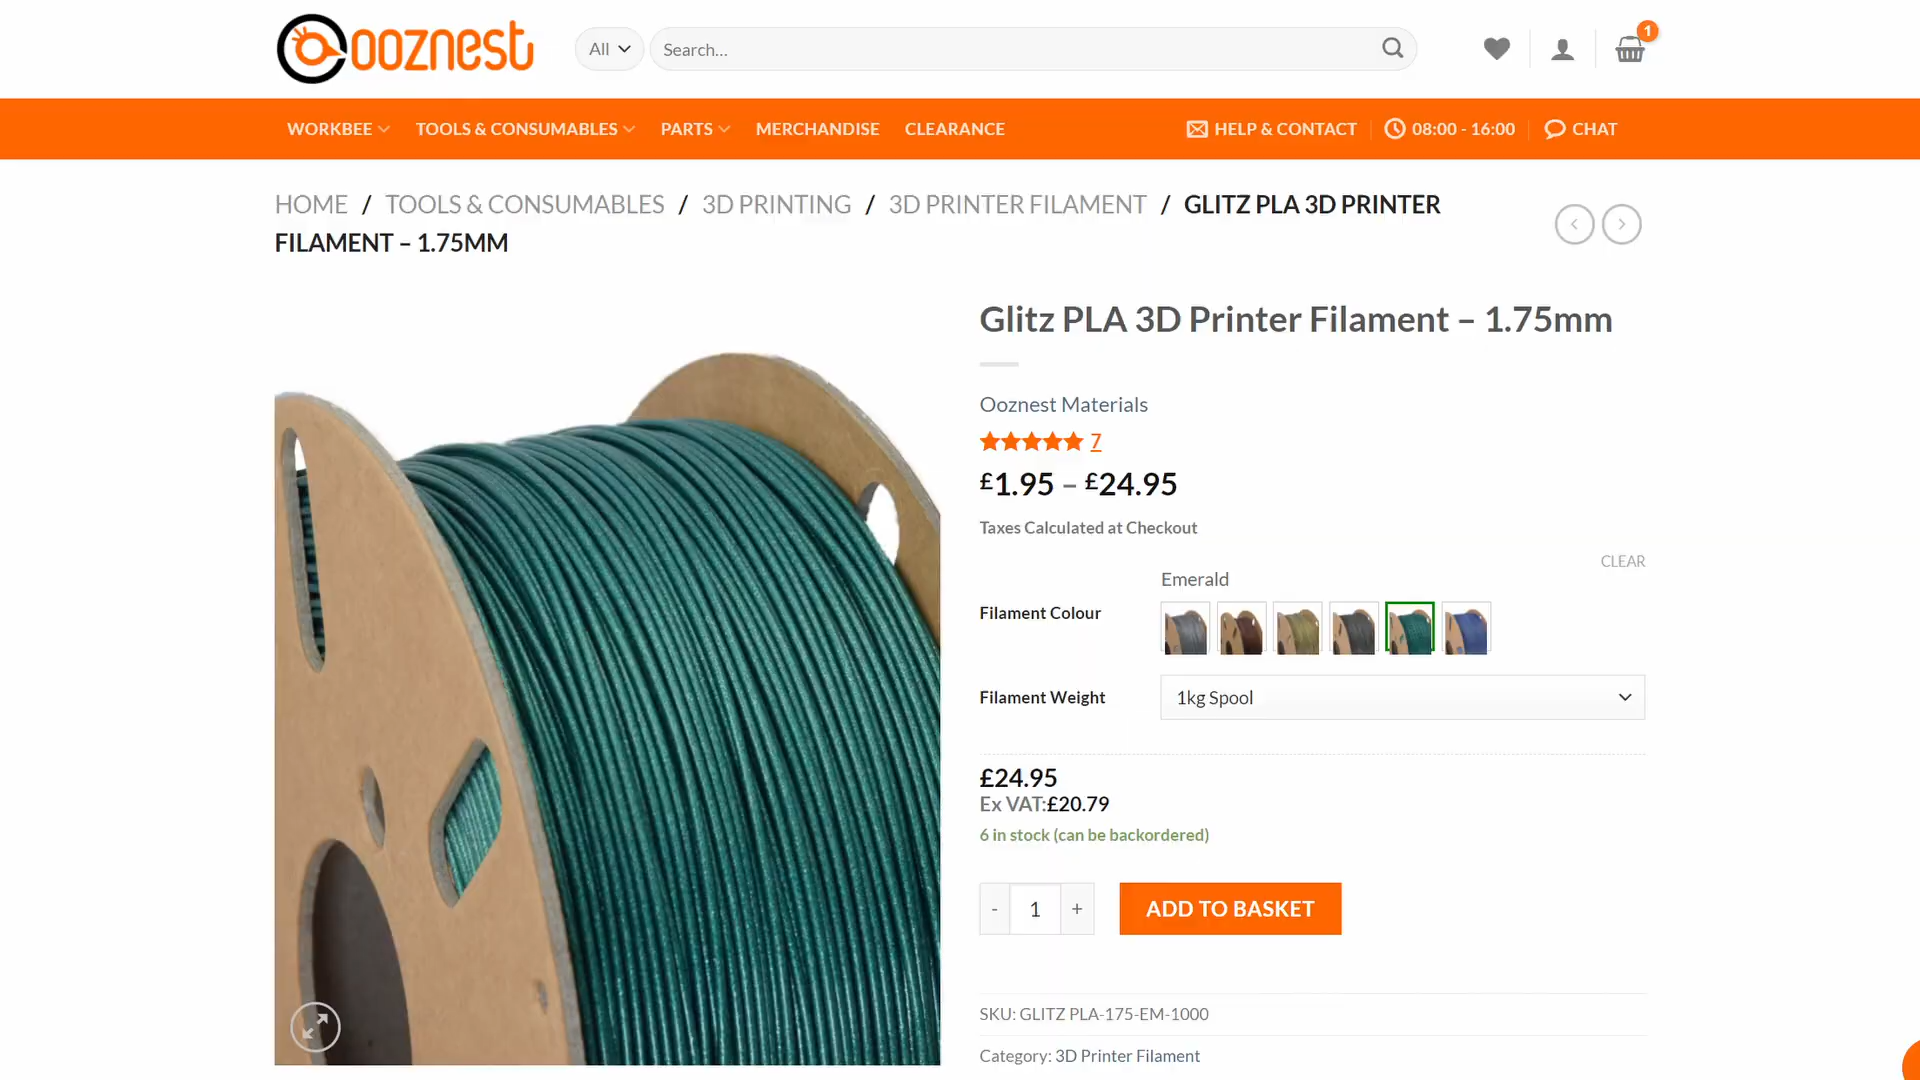 ooznest
All
Search...
1
WORKBEE
TOOLS & CONSUMABLES
PARTS
MERCHANDISE
CLEARANCE
HELP & CONTACT
08:00 - 16:00
CHAT
HOME / TOOLS & CONSUMABLES / 3D PRINTING / 3D PRINTER FILAMENT / GLITZ PLA 3D PRINTER
FILAMENT – 1.75MM
Glitz PLA 3D Printer Filament – 1.75mm
Ooznest Materials
7
£1.95 – £24.95
Taxes Calculated at Checkout
CLEAR
Emerald
Filament Colour
Filament Weight
1kg Spool
£24.95
Ex VAT:£20.79
6 in stock (can be backordered)
- 1 +
ADD TO BASKET
SKU: GLITZ PLA-175-EM-1000
Category: 3D Printer Filament